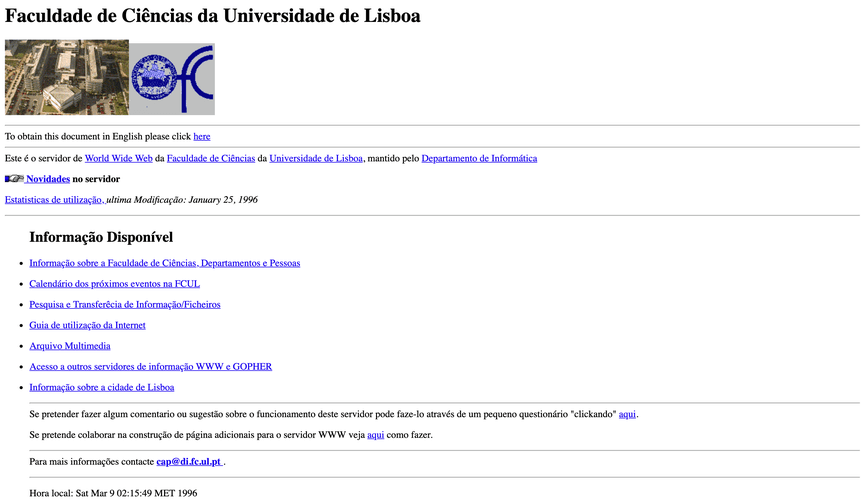 Faculdade de Ciências da Universidade de Lisboa
To obtain this document in English please click here
Este é o servidor de World Wide Web da Faculdade de Ciências da Universidade de Lisboa, mantido pelo Departamento de Informática
Novidades no servidor
Estatisticas de utilização, ultima Modificação: January 25, 1996
Informação Disponível
Informação sobre a Faculdade de Ciências, Departamentos e Pessoas
Calendário dos próximos eventos na FCUL
Pesquisa e Transferêcia de Informação/Ficheiros
Guia de utilização da Internet
Arquivo Multimedia
Acesso a outros servidores de informação WWW e GOPHER
Informação sobre a cidade de Lisboa
Se pretender fazer algum comentario ou sugestão sobre o funcionamento deste servidor pode faze-lo através de um pequeno questionário "clickando" aqui.
Se pretende colaborar na construção de página adicionais para o servidor WWW veja aqui como fazer.
Para mais informações contacte cap@di.fc.ul.pt .
Hora local: Sat Mar 9 02:15:49 MET 1996